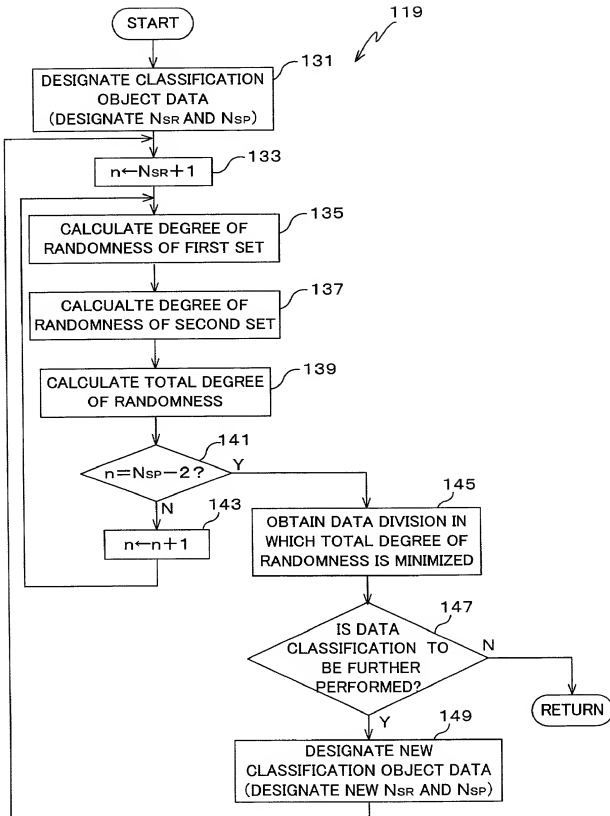 START
119
131
DESIGNATE CLASSIFICATION
OBJECT DATA
(DESIGNATE NSR AND NSP)
133
n←NSR+1
135
CALCULATE DEGREE OF
RANDOMNESS OF FIRST SET
137
CALCUALTE DEGREE OF
RANDOMNESS OF SECOND SET
139
CALCULATE TOTAL DEGREE
OF RANDOMNESS
141
n=NSP−2?
Y
N
143
n←n+1
145
OBTAIN DATA DIVISION IN
WHICH TOTAL DEGREE OF
RANDOMNESS IS MINIMIZED
147
IS DATA
CLASSIFICATION TO
BE FURTHER
PERFORMED?
N
RETURN
Y
149
DESIGNATE NEW
CLASSIFICATION OBJECT DATA
(DESIGNATE NEW NSR AND NSP)